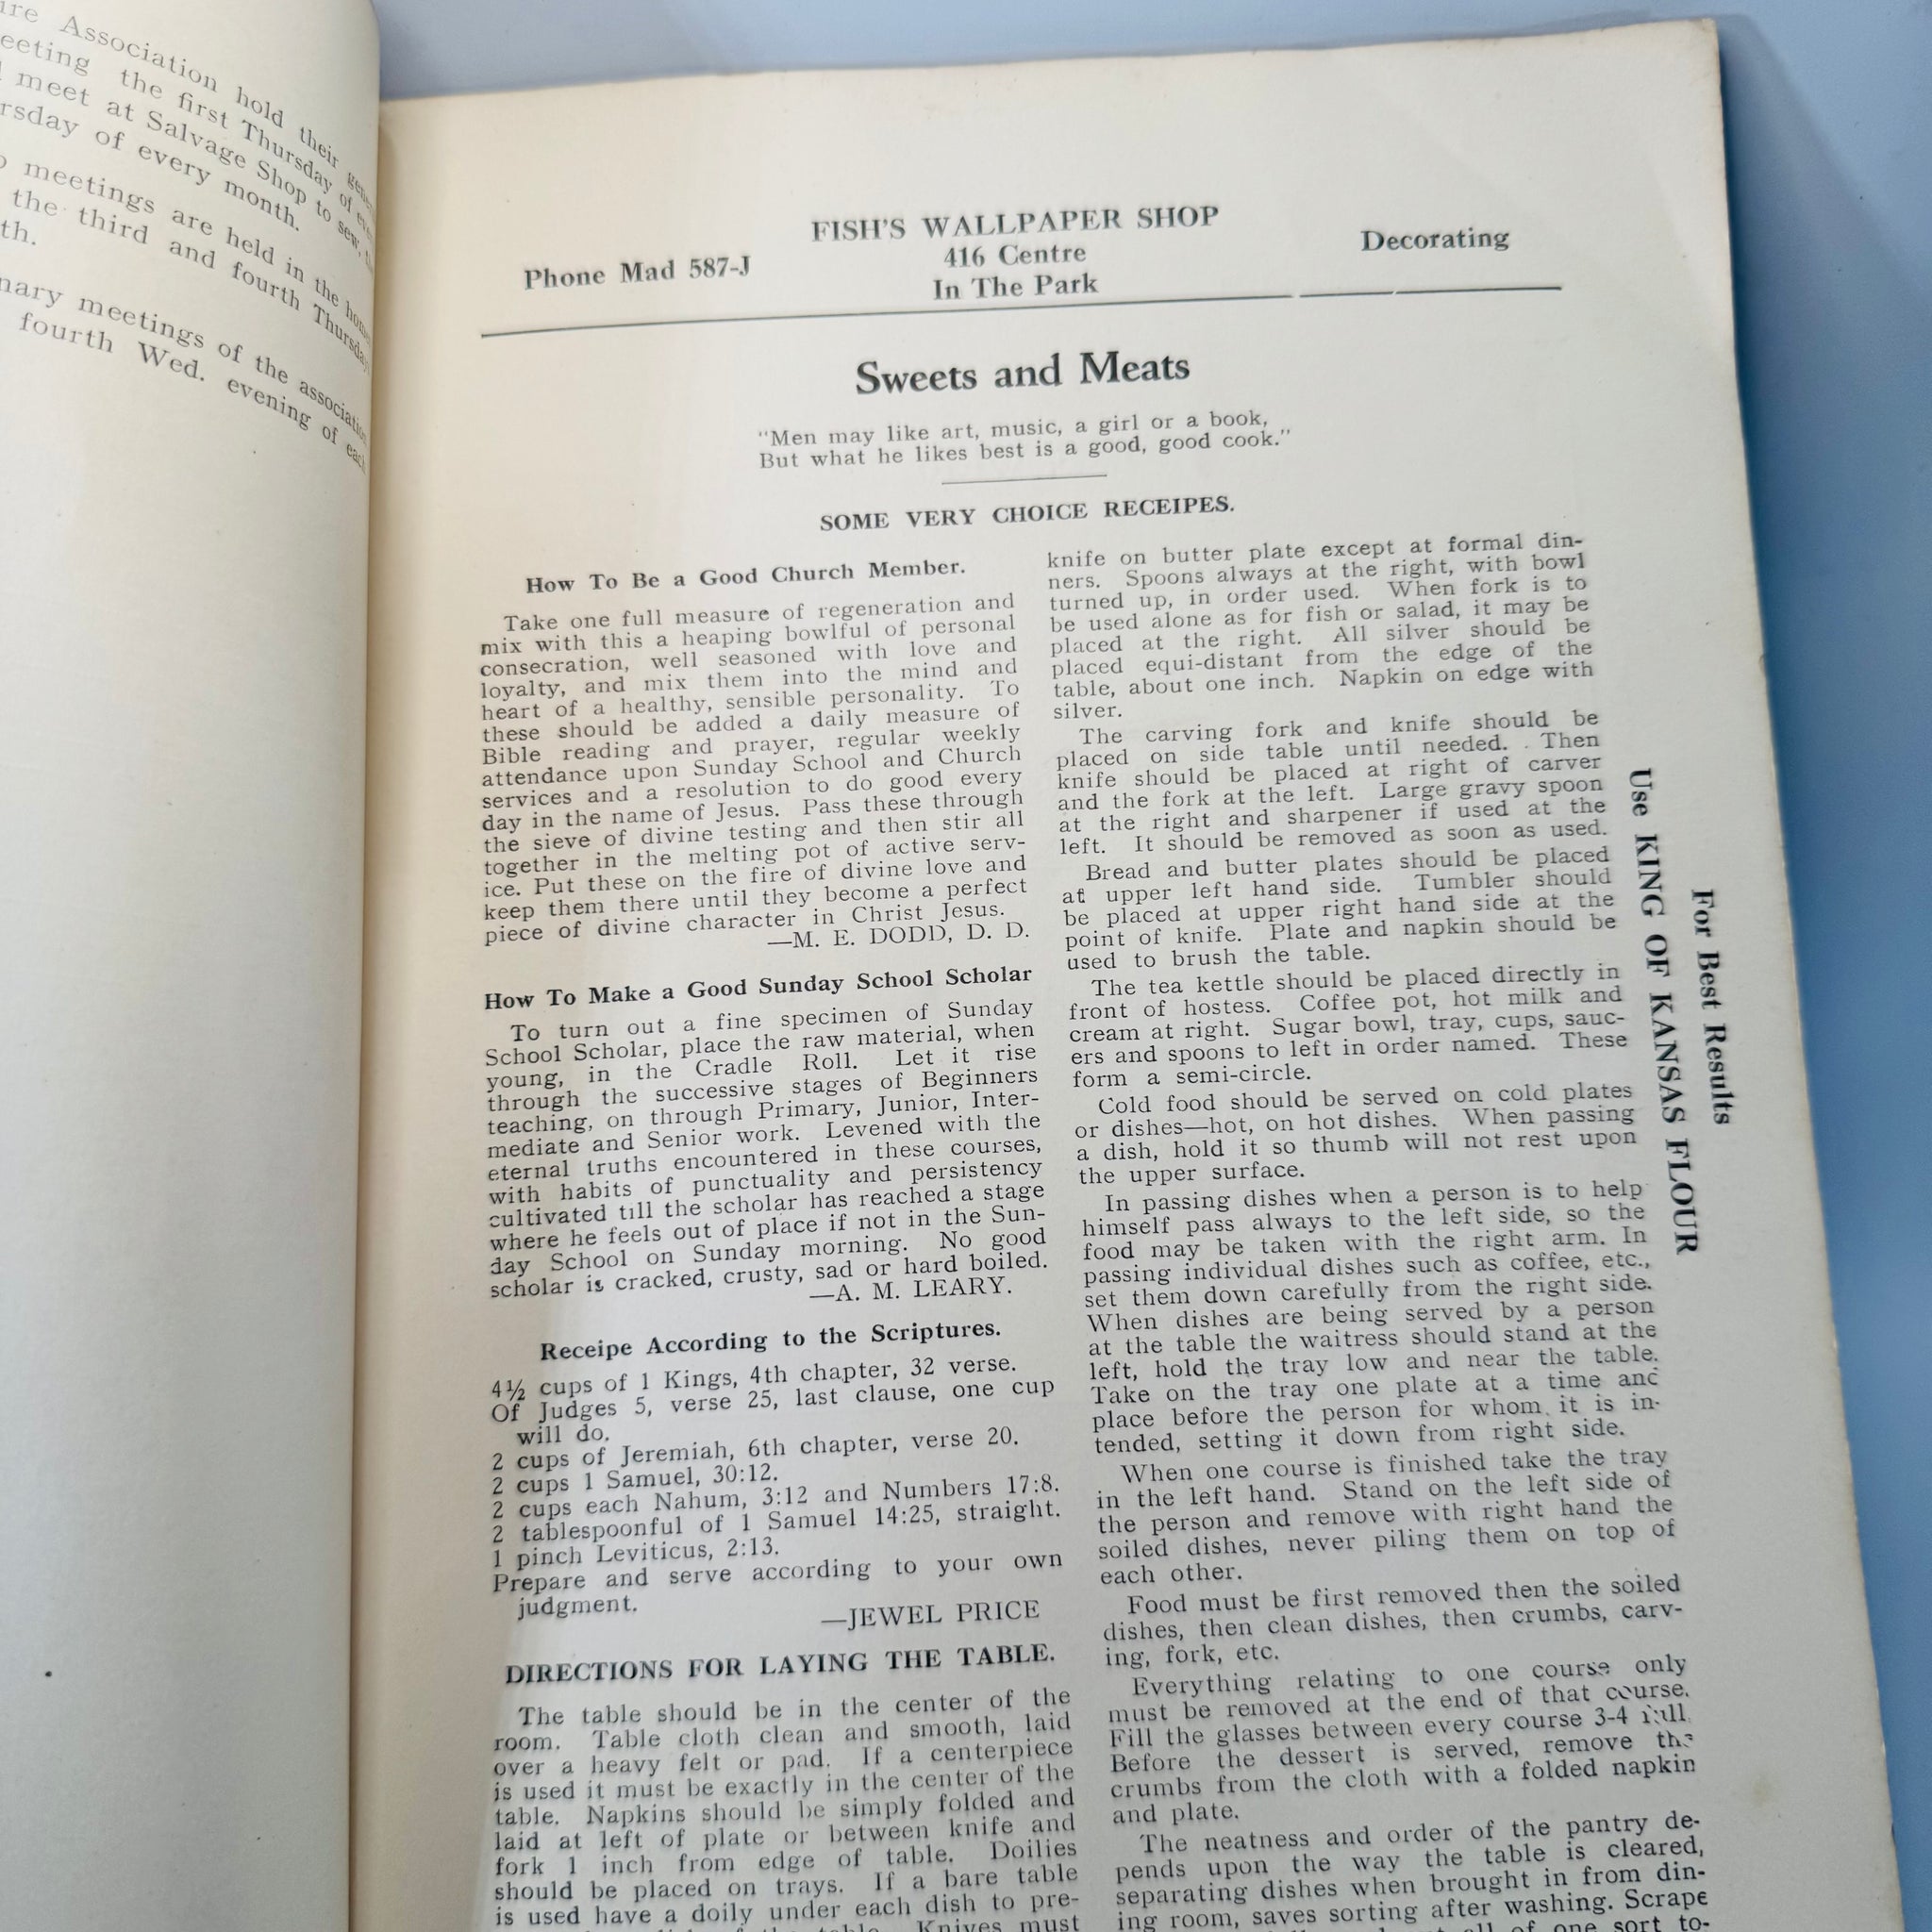 ire Association hold their
eeting the first Thursday of
meet at Salvage Shop to sew,
rsday of every month.
meetings are held in the
the third and fourth
th.
nary meetings of the association
fourth Wed. evening of each
FISH'S WALLPAPER SHOP
Phone Mad 587-J
416 Centre
Decorating
In The Park
Sweets and Meats
"Men may like art, music, a girl or a book,
But what he likes best is a good, good cook."
SOME VERY CHOICE RECEIPES.
How To Be a Good Church Member.
Take one full measure of regeneration and
mix with this a heaping bowlful of personal
consecration, well seasoned with love and
loyalty, and mix them into the mind and
heart of a healthy, sensible personality. To
these should be added a daily measure of
Bible reading and prayer, regular weekly
attendance upon Sunday School and Church
services and a resolution to do good every
day in the name of Jesus. Pass these through
the sieve of divine testing and then stir all
together in the melting pot of active serv-
ice. Put these on the fire of divine love and
keep them there until they become a perfect
piece of divine character in Christ Jesus.
—M. E. DODD, D. D.
How To Make a Good Sunday School Scholar
To turn out a fine specimen of Sunday
School Scholar, place the raw material, when
young, in the Cradle Roll. Let it rise
through the successive stages of Beginners
teaching, on through Primary, Junior, Inter-
mediate and Senior work. Levened with the
eternal truths encountered in these courses,
with habits of punctuality and persistency
cultivated till the scholar has reached a stage
where he feels out of place if not in the Sun-
day School on Sunday morning. No good
scholar is cracked, crusty, sad or hard boiled.
—A. M. LEARY.
Receipe According to the Scriptures.
4½ cups of 1 Kings, 4th chapter, 32 verse.
Of Judges 5, verse 25, last clause, one cup
will do.
2 cups of Jeremiah, 6th chapter, verse 20.
2 cups 1 Samuel, 30:12.
2 cups each Nahum, 3:12 and Numbers 17:8.
2 tablespoonful of 1 Samuel 14:25, straight.
1 pinch Leviticus, 2:13.
Prepare and serve according to your own
judgment.
—JEWEL PRICE
DIRECTIONS FOR LAYING THE TABLE.
The table should be in the center of the
room. Table cloth clean and smooth, laid
over a heavy felt or pad. If a centerpiece
is used it must be exactly in the center of the
table. Napkins should be simply folded and
laid at left of plate or between knife and
fork 1 inch from edge of table. Doilies
should be placed on trays. If a bare table
is used have a doily under each dish to pre-
Knives must
knife on butter plate except at formal din-
ners. Spoons always at the right, with bowl
turned up, in order used. When fork is to
be used alone as for fish or salad, it may be
placed at the right. All silver should be
placed equi-distant from the edge of the
table, about one inch. Napkin on edge with
silver.
The carving fork and knife should be
placed on side table until needed. Then
knife should be placed at right of carver
and the fork at the left. Large gravy spoon
at the right and sharpener if used at the
left. It should be removed as soon as used.
Bread and butter plates should be placed
at upper left hand side. Tumbler should
be placed at upper right hand side at the
point of knife. Plate and napkin should be
used to brush the table.
The tea kettle should be placed directly in
front of hostess. Coffee pot, hot milk and
cream at right. Sugar bowl, tray, cups, sauc-
ers and spoons to left in order named. These
form a semi-circle.
Cold food should be served on cold plates
or dishes—hot, on hot dishes. When passing
a dish, hold it so thumb will not rest upon
the upper surface.
In passing dishes when a person is to help
himself pass always to the left side, so the
food may be taken with the right arm. In
passing individual dishes such as coffee, etc.,
set them down carefully from the right side.
When dishes are being served by a person
at the table the waitress should stand at the
left, hold the tray low and near the table.
Take on the tray one plate at a time and
place before the person for whom it is in-
tended, setting it down from right side.
When one course is finished take the tray
in the left hand. Stand on the left side of
the person and remove with right hand the
soiled dishes, never piling them on top of
each other.
Food must be first removed then the soiled
dishes, then clean dishes, then crumbs, carv-
ing, fork, etc.
Everything relating to one course only
must be removed at the end of that course.
Fill the glasses between every course 3-4 full.
Before the dessert is served, remove the
crumbs from the cloth with a folded napkin
and plate.
The neatness and order of the pantry de-
pends upon the way the table is cleared,
separating dishes when brought in from din-
ing room, saves sorting after washing. Scrape
all of one sort to-
For Best Results
Use KING OF KANSAS FLOUR